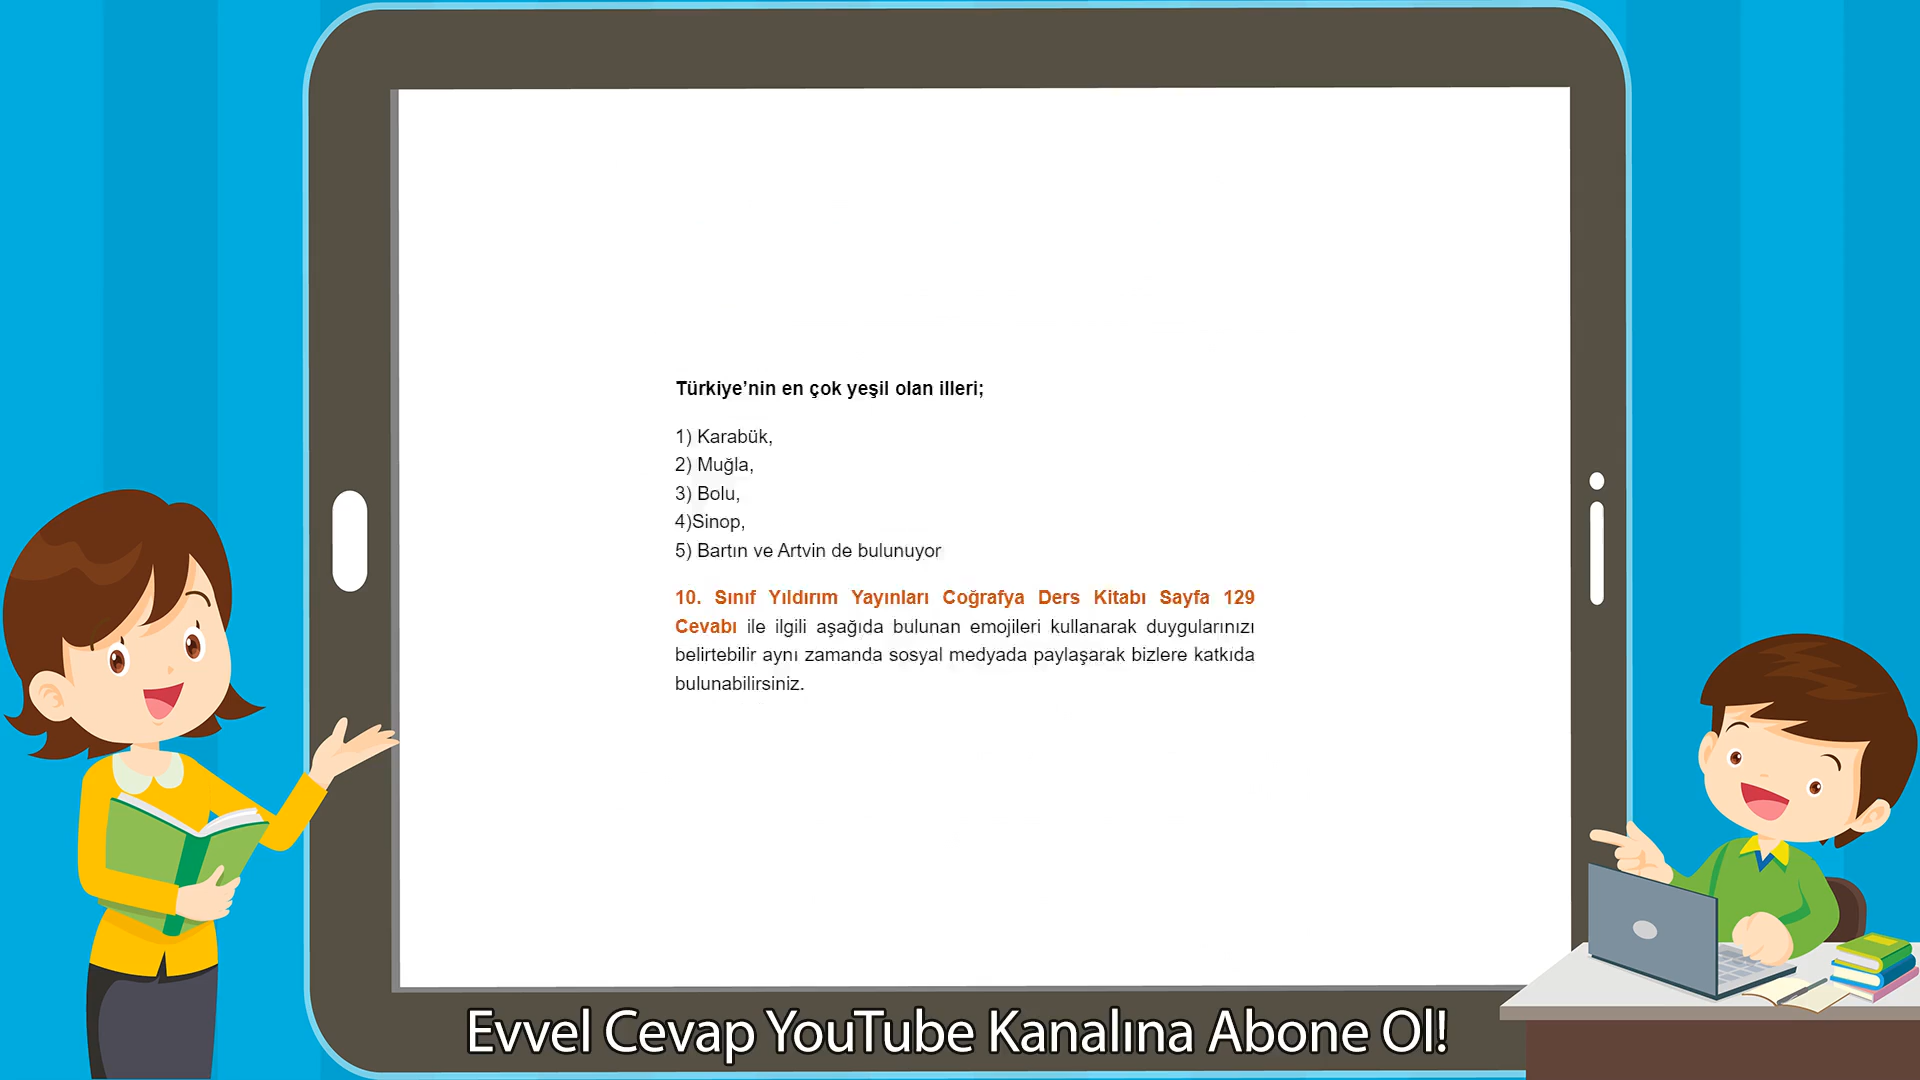 Türkiye’nin en çok yeşil olan illeri;
1) Karabük,
2) Muğla,
3) Bolu,
4)Sinop,
5) Bartın ve Artvin de bulunuyor
10. Sınıf Yıldırım Yayınları Coğrafya Ders Kitabı Sayfa 129
Cevabı ile ilgili aşağıda bulunan emojileri kullanarak duygularınızı
belirtebilir aynı zamanda sosyal medyada paylaşarak bizlere katkıda
bulunabilirsiniz.
Evvel Cevap YouTube Kanalına Abone Ol!